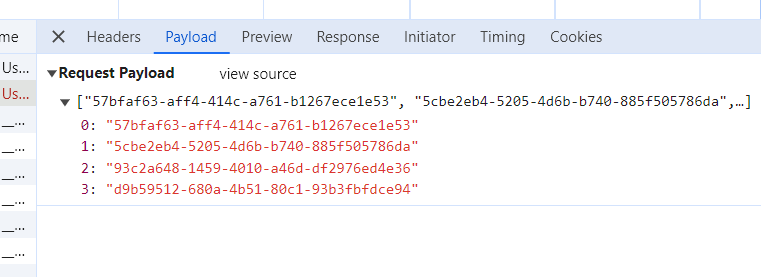 me Headers Payload Preview Response Initiator Timing Cookies
Us...
Us...
__...
__...
__...
__...
__...
__...
▼Request Payload view source
▼ ["57bfaf63-aff4-414c-a761-b1267ece1e53", "5cbe2eb4-5205-4d6b-b740-885f505786da",…]
0: "57bfaf63-aff4-414c-a761-b1267ece1e53"
1: "5cbe2eb4-5205-4d6b-b740-885f505786da"
2: "93c2a648-1459-4010-a46d-df2976ed4e36"
3: "d9b59512-680a-4b51-80c1-93b3fbfdce94"